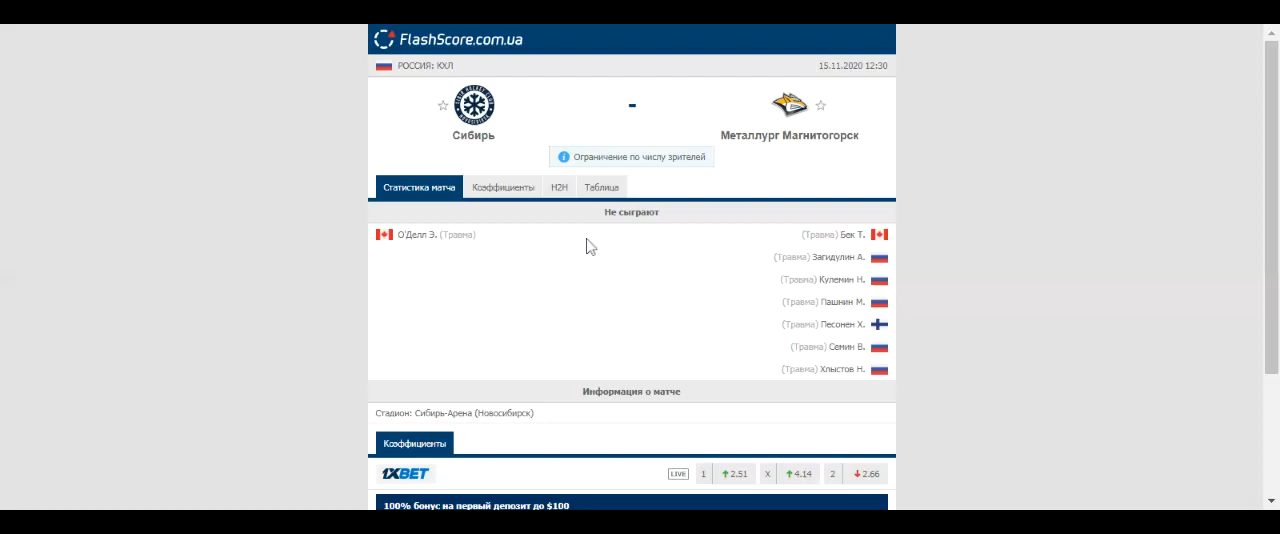 FlashScore.com.ua
РОССИЯ: КХЛ 15.11.2020 12:30
-
Сибирь Металлург Магнитогорск
Ограничение по числу зрителей
Статистика матча Коэффициенты H2H Таблица
Не сыграют
О'Делл Э. (Травма) (Травма) Бек Т.
(Травма) Загидулин А.
(Травма) Кулемин Н.
(Травма) Пашнин М.
(Травма) Песонен Х.
(Травма) Семин В.
(Травма) Хлыстов Н.
Информация о матче
Стадион: Сибирь-Арена (Новосибирск)
Коэффициенты
1XBET LIVE 1 2.51 X 4.14 2 2.66
100% бонус на первый депозит до $100